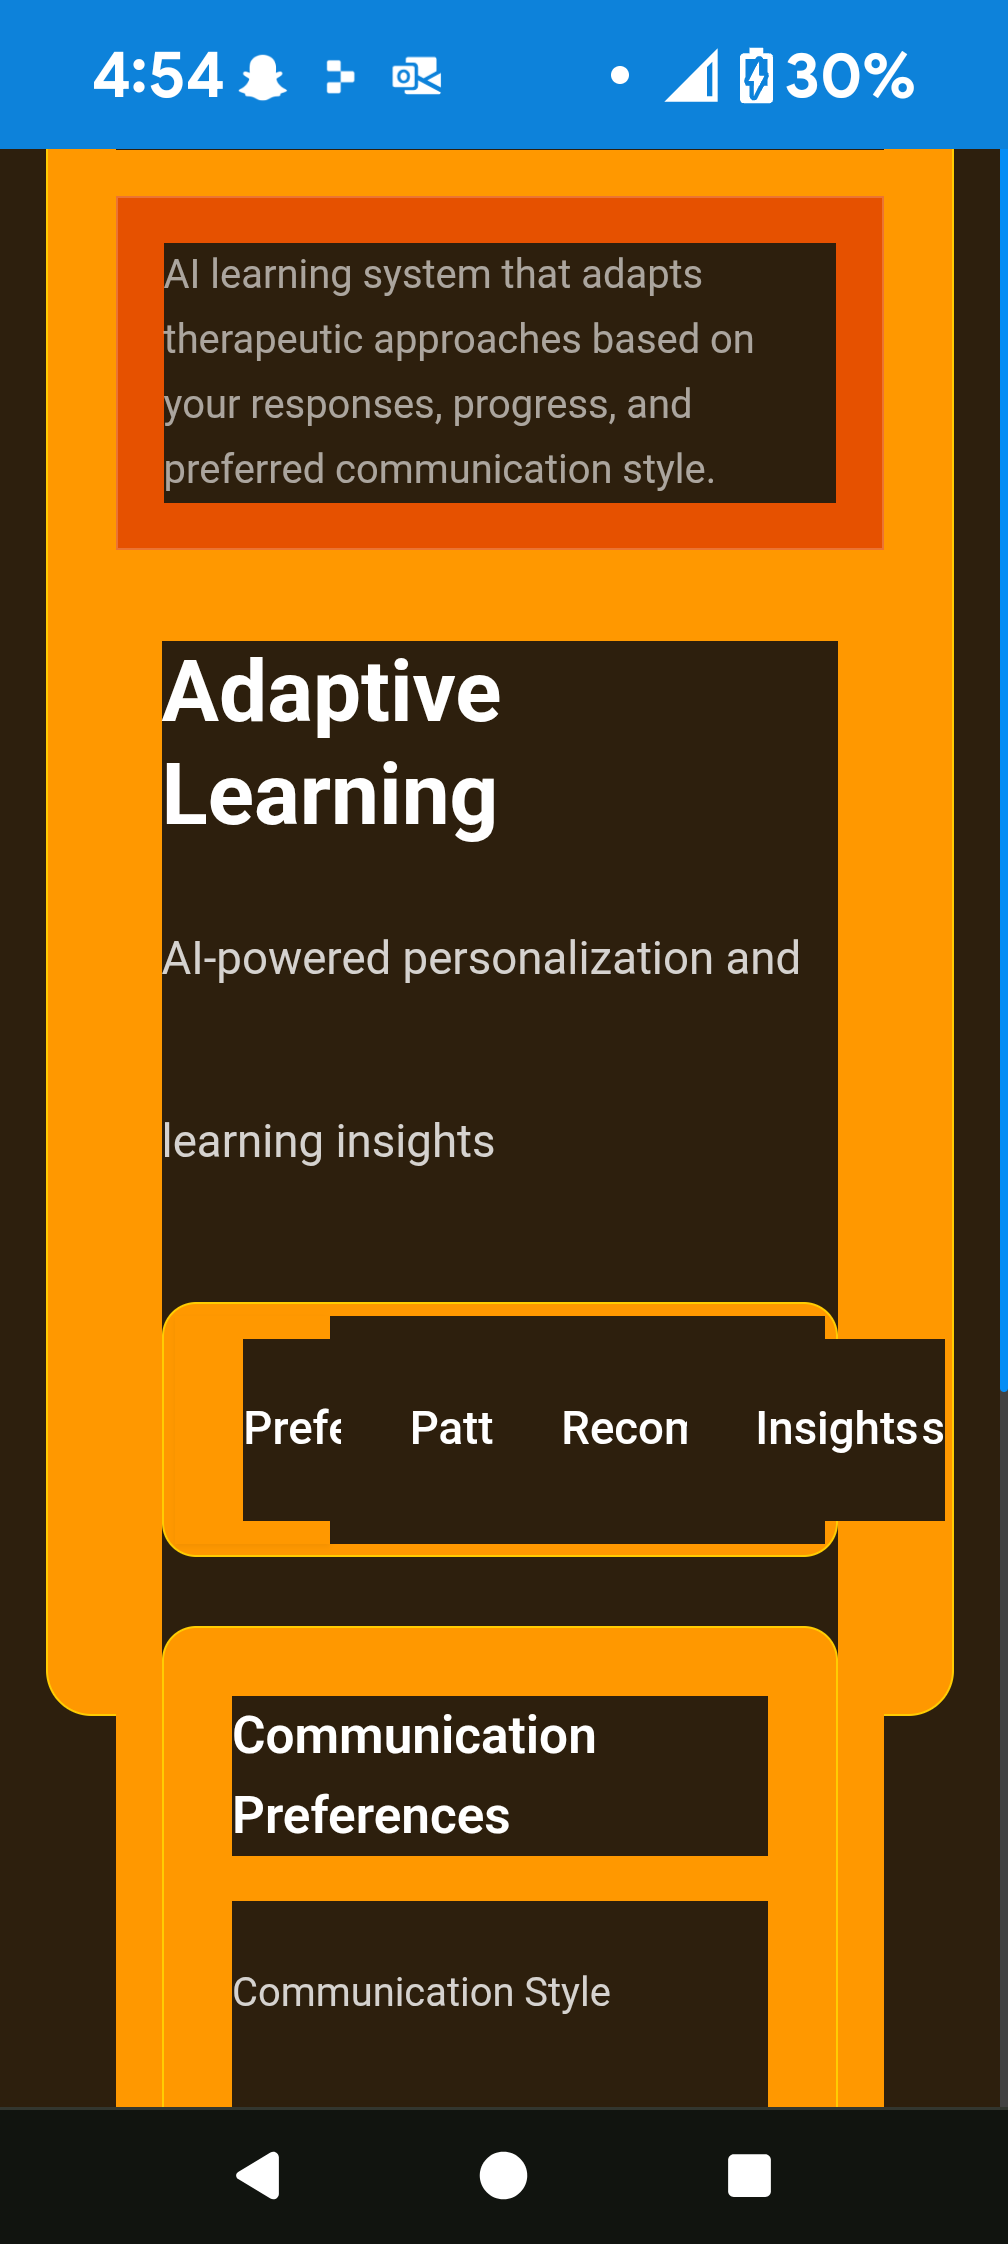 4:54 30%
AI learning system that adapts
therapeutic approaches based on
your responses, progress, and
preferred communication style.
Adaptive
Learning
AI-powered personalization and
learning insights
Prefe Patt Recon Insightss
Communication
Preferences
Communication Style